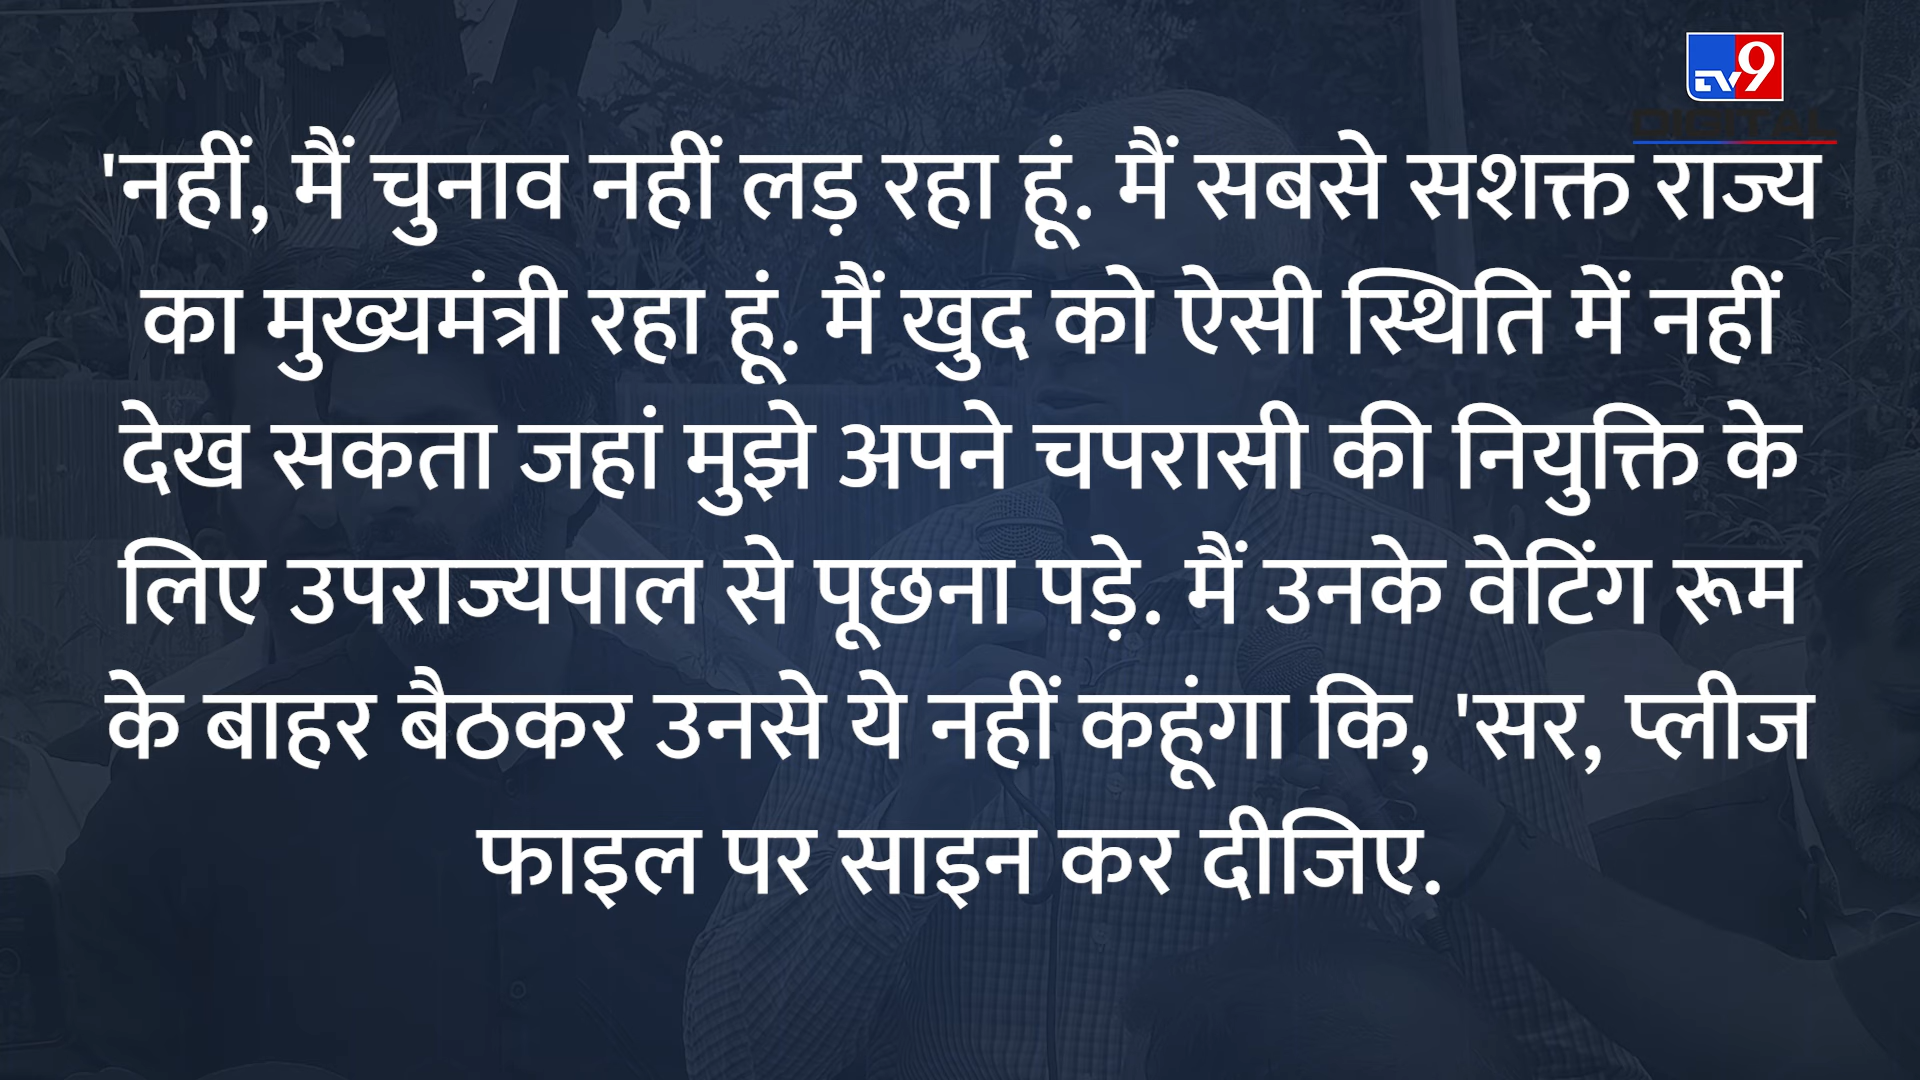 TV9
DIGITAL
'नहीं, मैं चुनाव नहीं लड़ रहा हूं. मैं सबसे सशक्त राज्य
का मुख्यमंत्री रहा हूं. मैं खुद को ऐसी स्थिति में नहीं
देख सकता जहां मुझे अपने चपरासी की नियुक्ति के
लिए उपराज्यपाल से पूछना पड़े. मैं उनके वेटिंग रूम
के बाहर बैठकर उनसे ये नहीं कहूंगा कि, 'सर, प्लीज
फाइल पर साइन कर दीजिए.